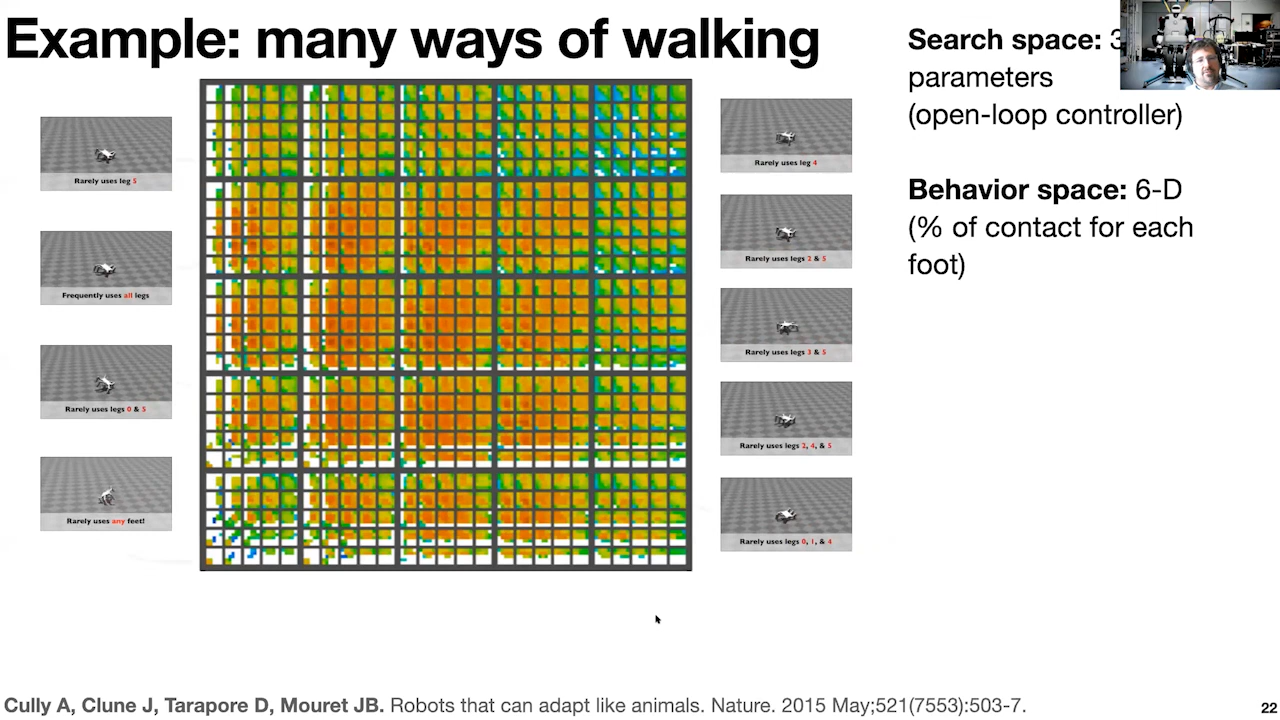 Example: many ways of walking
Rarely uses leg 5
Frequently uses all legs
Rarely uses legs 0 & 5
Rarely uses any feet!
Rarely uses leg 4
Rarely uses legs 2 & 5
Rarely uses legs 3 & 5
Rarely uses legs 2, 4, & 5
Rarely uses legs 0, 1, & 4
Search space:
parameters
(open-loop controller)
Behavior space: 6-D
(% of contact for each
foot)
Cully A, Clune J, Tarapore D, Mouret JB. Robots that can adapt like animals. Nature. 2015 May;521(7553):503-7.
22